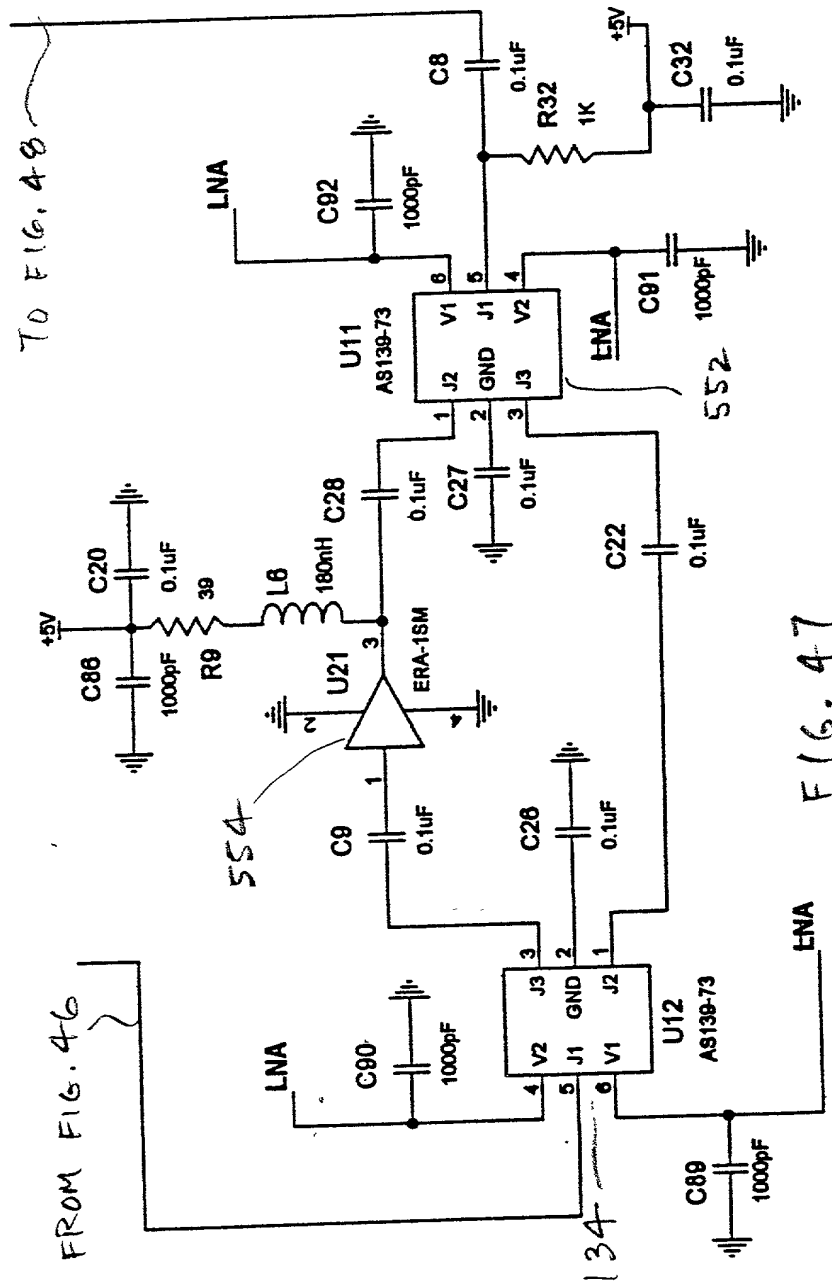 FROM FIG. 46
TO FIG. 48
LNA
C90
1000pF
134
4
5
6
V2
J1
V1
J3
GND
J2
3
2
1
U12
AS139-73
C89
1000pF
LNA
C26
0.1uF
C9
0.1uF
554
1
2
4
3
U21
ERA-1SM
+5V
C86
1000pF
C20
0.1uF
R9
39
L6
180nH
C28
0.1uF
C27
0.1uF
C22
0.1uF
U11
AS139-73
1
2
3
J2
GND
J3
V1
J1
V2
6
5
4
552
LNA
C92
1000pF
LNA
C91
1000pF
C8
0.1uF
R32
1K
+5V
C32
0.1uF
FIG. 47